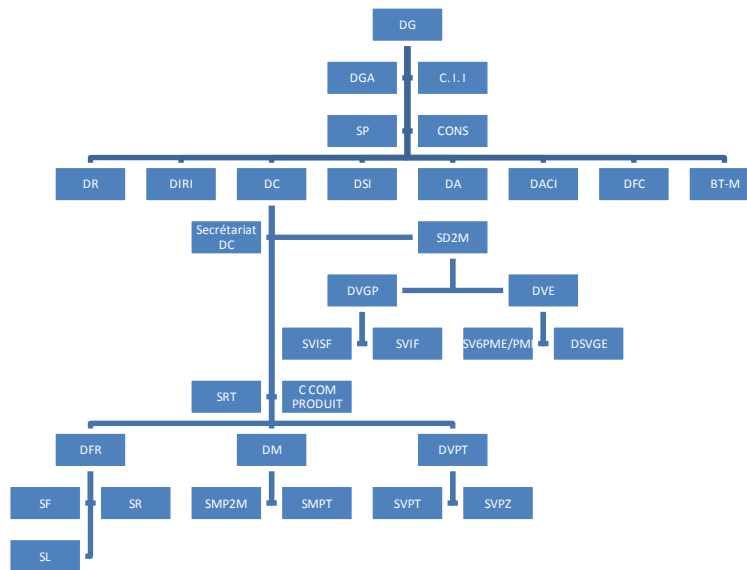 DG
DGA
C. I. I
SP
CONS
DR
DIRI
DC
DSI
DA
DACI
DFC
BT-M
Secrétariat
DC
SD2M
DVGP
DVE
SVISF
SVIF
SV6PME/PMI
DSVGE
SRT
C COM
PRODUIT
DFR
DM
DVPT
SF
SR
SMP2M
SMPT
SVPT
SVPZ
SL